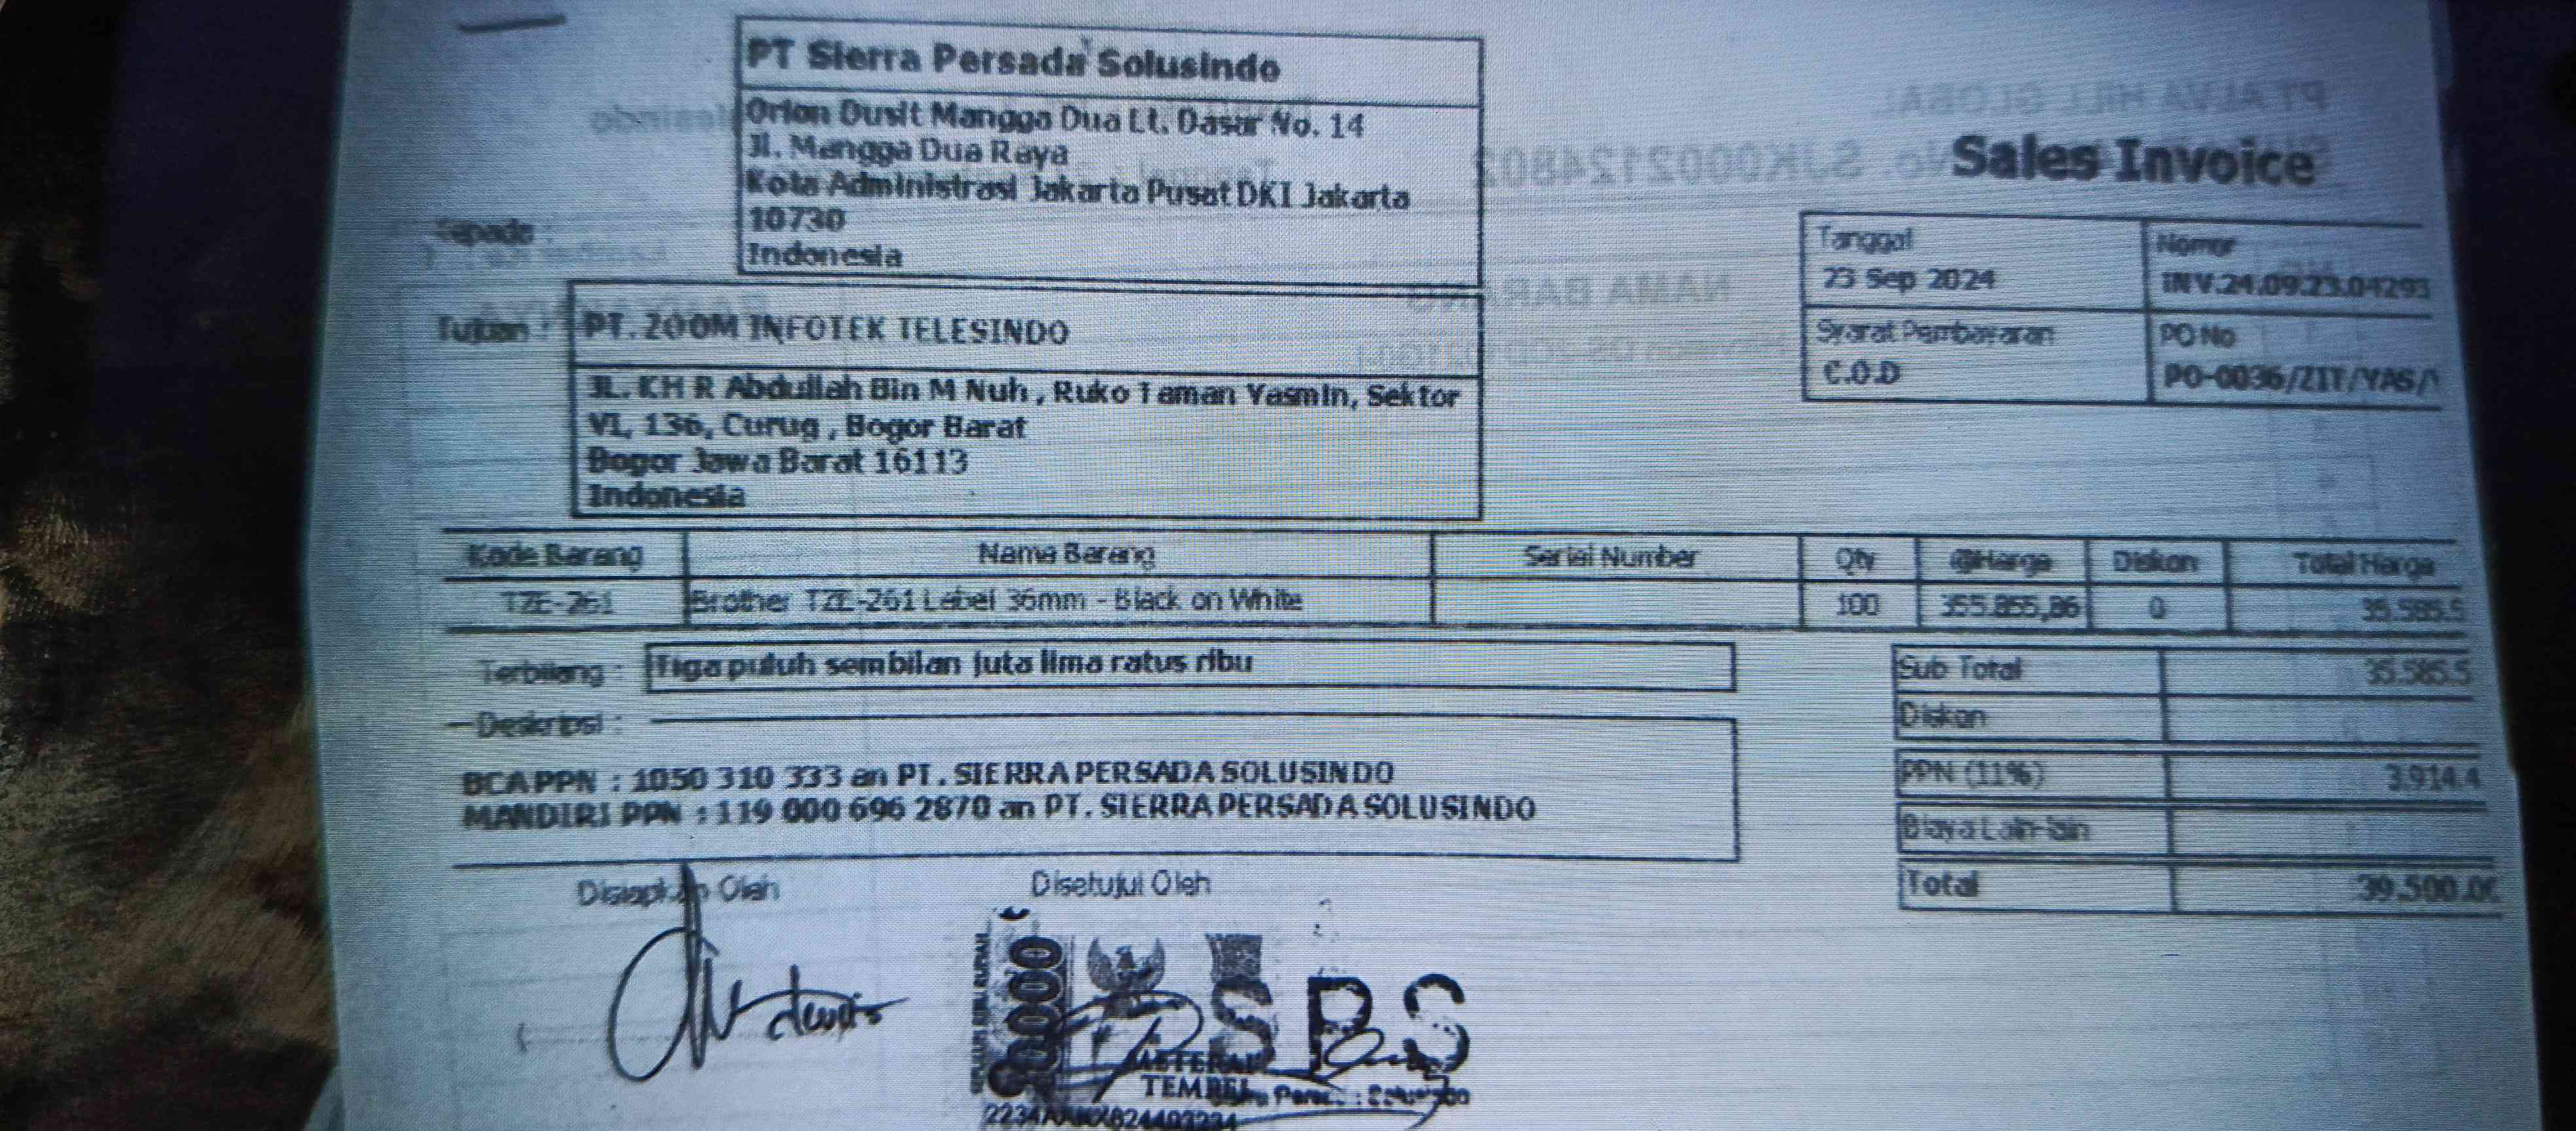 PT Sierra Persada Solusindo
Orion Dusit Mangga Dua Lt. Dasar No. 14
Jl. Mangga Dua Raya
Kota Administrasi Jakarta Pusat DKI Jakarta
10730
Indonesia
Sales Invoice
Kepada :
Tanggal
23 Sep 2024
Nomor
INV.24.09.23.04293
Syarat Pembayaran
C.O.D
PO No
PO-0036/ZIT/YAS/
Tujuan :
PT. ZOOM INFOTEK TELESINDO
JL. KH R Abdullah Bin M Nuh , Ruko Taman Yasmin, Sektor
VI, 136, Curug , Bogor Barat
Bogor Jawa Barat 16113
Indonesia
Kode Barang Nama Barang Serial Number Qty @Harga Diskon Total Harga
TZE-261 Brother TZE-261 Label 36mm - Black on White 100 355.855,86 0 35.585.5
Terbilang : Tiga puluh sembilan juta lima ratus ribu
Deskripsi :
BCA PPN : 1050 310 333 an PT. SIERRA PERSADA SOLUSINDO
MANDIRI PPN : 119 000 696 2870 an PT. SIERRA PERSADA SOLUSINDO
Sub Total 35.585.5
Diskon
PPN (11%) 3.914.4
Biaya Lain-lain
Total 39.500.00
Disiapkan Oleh
Disetujui Oleh
SPS
METERAI
TEMPEL